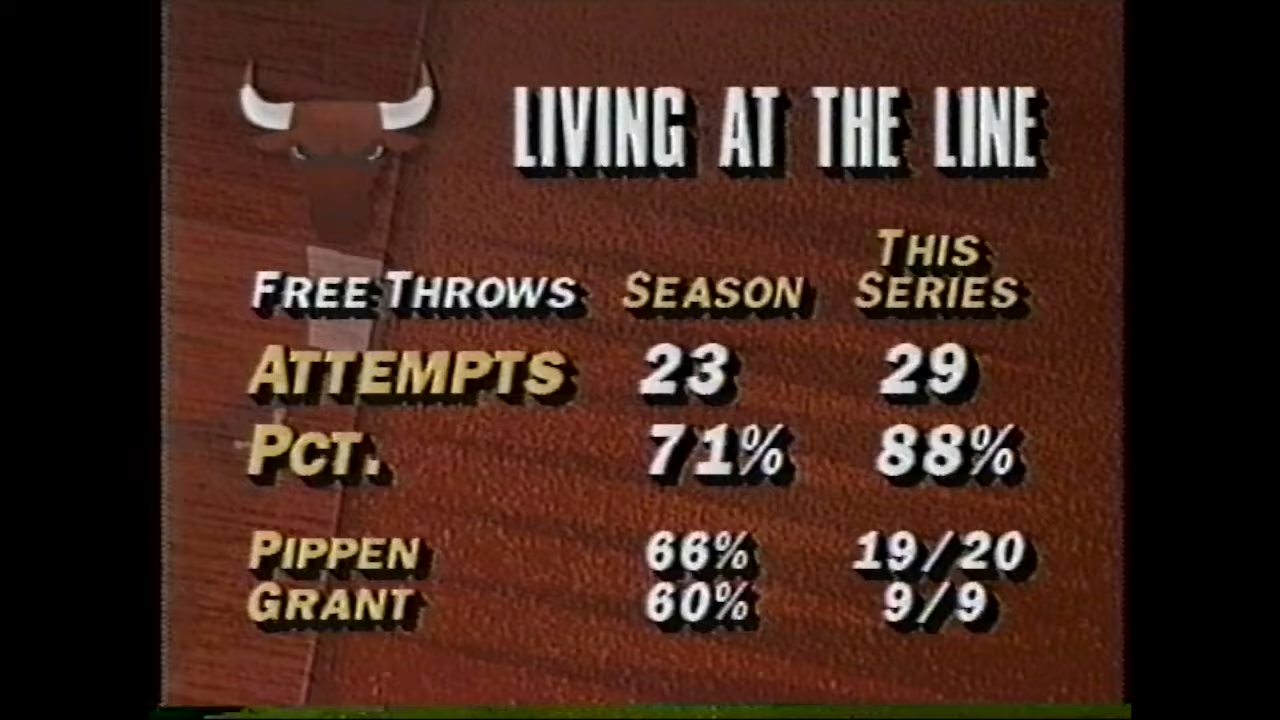 LIVING AT THE LINE
FREE THROWS SEASON THIS SERIES
ATTEMPTS 23 29
PCT. 71% 88%
PIPPEN 66% 19/20
GRANT 60% 9/9